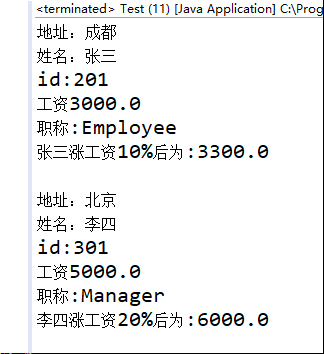 <terminated> Test (11) [Java Application] C:\Prog
地址：成都
姓名：张三
id:201
工资3000.0
职称:Employee
张三涨工资10%后为:3300.0
地址：北京
姓名：李四
id:301
工资5000.0
职称:Manager
李四涨工资20%后为:6000.0